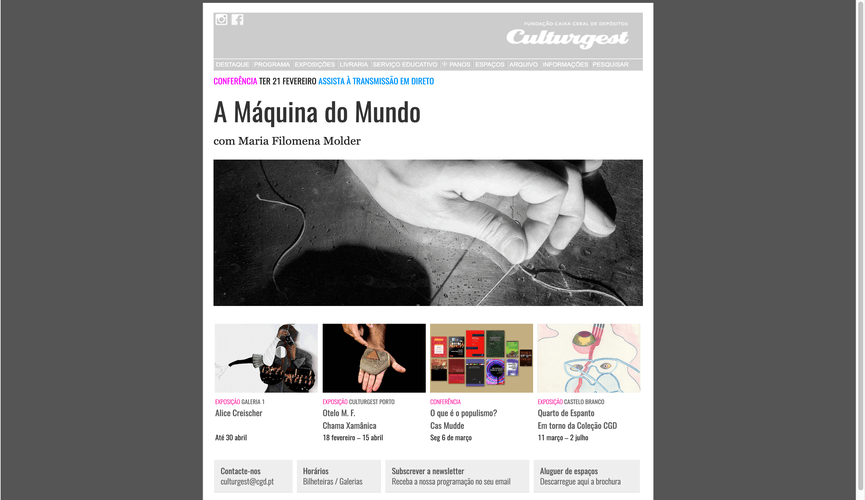 FUNDAÇÃO CAIXA GERAL DE DEPÓSITOS
Culturgest
DESTAQUE PROGRAMA EXPOSIÇÕES LIVRARIA SERVIÇO EDUCATIVO PANOS ESPAÇOS ARQUIVO INFORMAÇÕES PESQUISAR
CONFERÊNCIA TER 21 FEVEREIRO ASSISTA À TRANSMISSÃO EM DIRETO
A Máquina do Mundo
com Maria Filomena Molder
EXPOSIÇÃO GALERIA 1
Alice Creischer
Até 30 abril
EXPOSIÇÃO CULTURGEST PORTO
Otelo M. F.
Chama Xamânica
18 fevereiro – 15 abril
CONFERÊNCIA
O que é o populismo?
Cas Mudde
Seg 6 de março
EXPOSIÇÃO CASTELO BRANCO
Quarto de Espanto
Em torno da Coleção CGD
11 março – 2 julho
Contacte-nos
culturgest@cgd.pt
Horários
Bilheteiras / Galerias
Subscrever a newsletter
Receba a nossa programação no seu email
Aluguer de espaços
Descarregue aqui a brochura